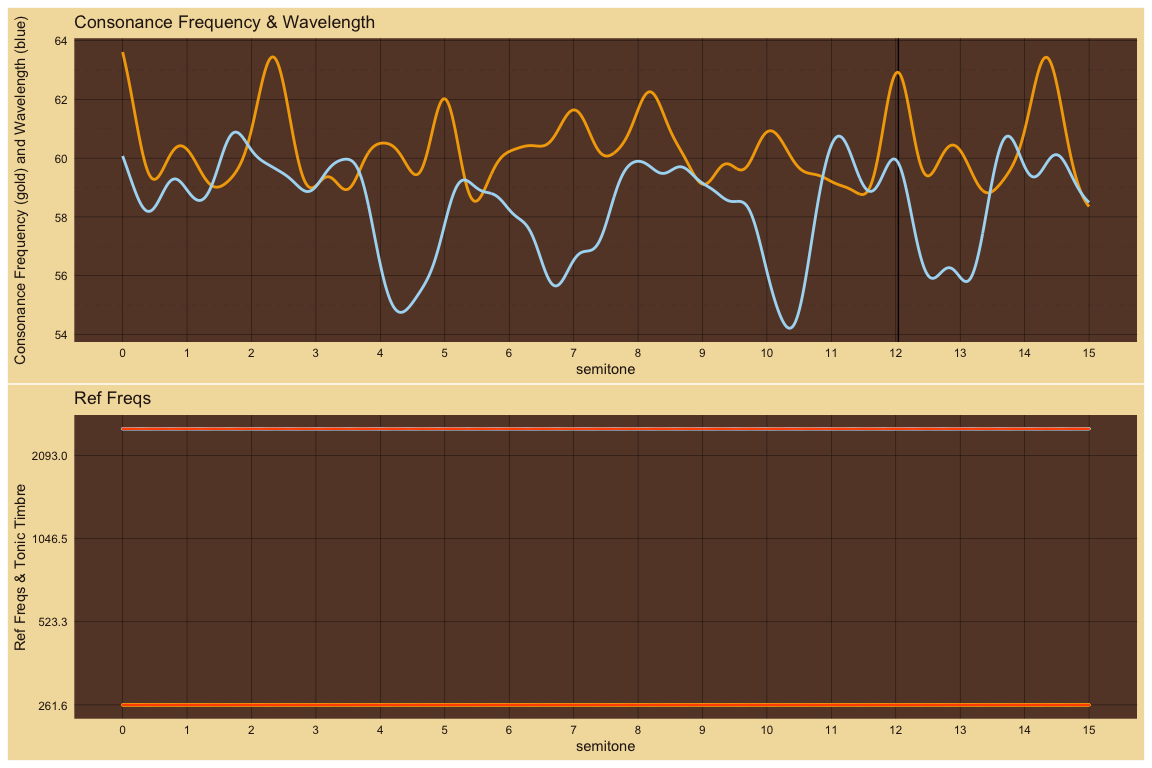 Consonance Frequency & Wavelength
Consonance Frequency (gold) and Wavelength (blue)
64
62
60
58
56
54
0 1 2 3 4 5 6 7 8 9 10 11 12 13 14 15
semitone
Ref Freqs
Ref Freqs & Tonic Timbre
2093.0
1046.5
523.3
261.6
0 1 2 3 4 5 6 7 8 9 10 11 12 13 14 15
semitone